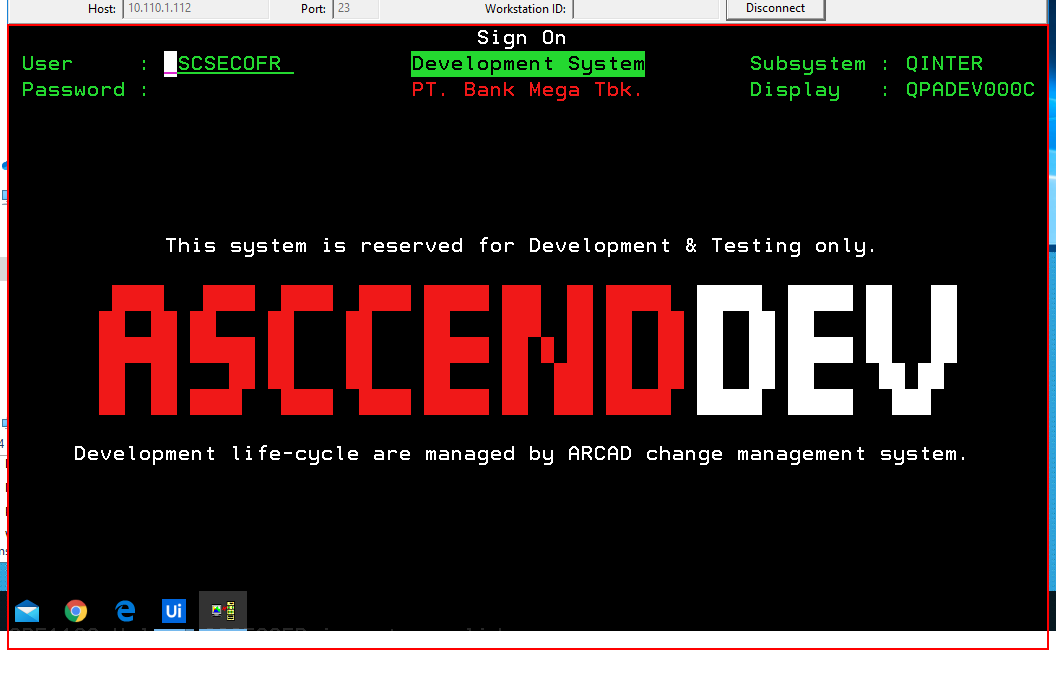 Host: 10.110.1.112 Port: 23 Workstation ID: Disconnect
Sign On
User : SCSECOFR Development System Subsystem : QINTER
Password : PT. Bank Mega Tbk. Display : QPADEV000C
This system is reserved for Development & Testing only.
ASCENDDEV
Development life-cycle are managed by ARCAD change management system.
Ui